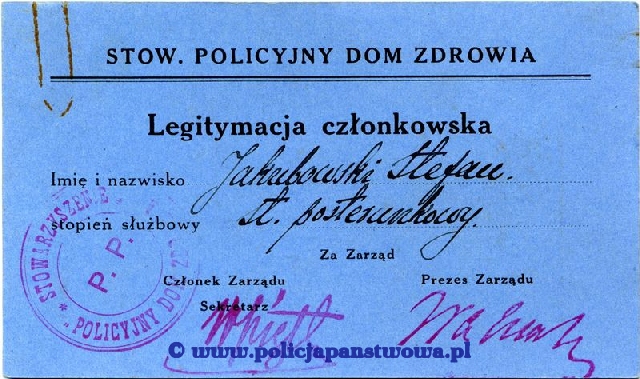 STOW. POLICYJNY DOM ZDROWIA
Legitymacja członkowska
Imię i nazwisko Jakubowski Stefan.
stopień służbowy st. posterunkowy.
Za Zarząd
Członek Zarządu Prezes Zarządu
Sekretarz
* STOWARZYSZENIE * POLICYJNY DOM
P. P.
© www.policjapanstwowa.pl